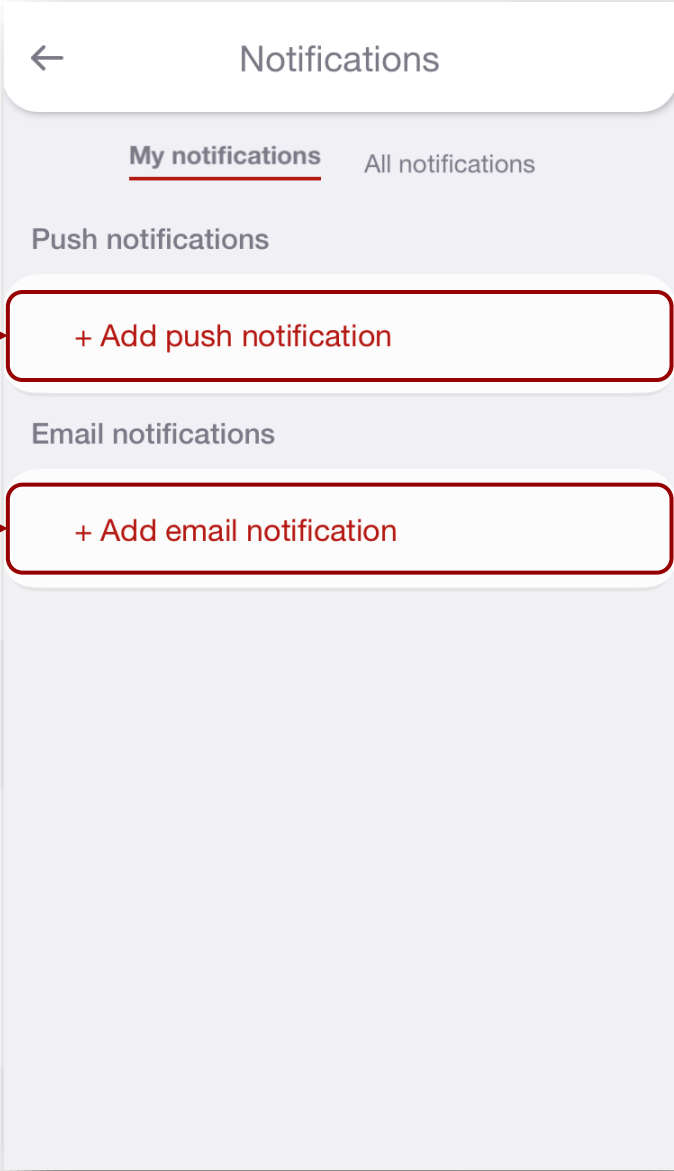 Notifications
My notifications All notifications
Push notifications
+ Add push notification
Email notifications
+ Add email notification